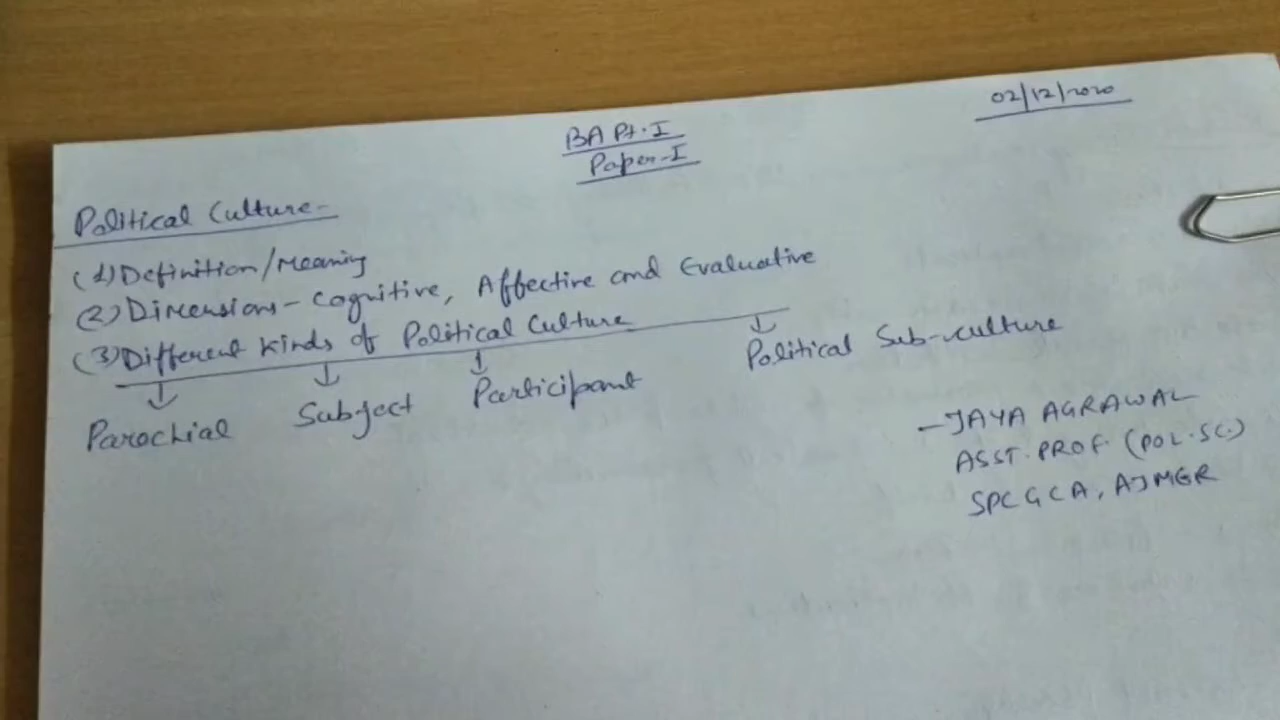 02/12/2020
BA Pt. I
Paper-I
Political Culture-
(1) Definition/Meaning
(2) Dimensions - Cognitive, Affective and Evaluative
(3) Different kinds of Political Culture
Parochial Subject Participant Political Sub-culture
- JAYA AGRAWAL
ASST. PROF. (POL. SC.)
SPCGCA, AJMER